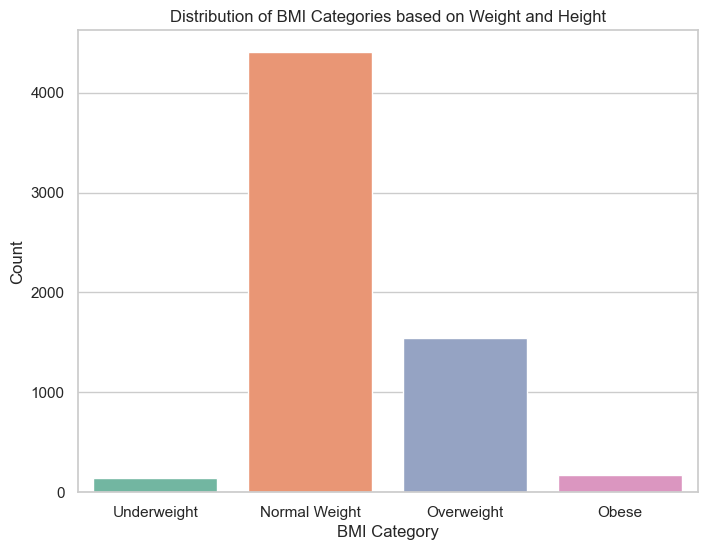 Distribution of BMI Categories based on Weight and Height
4000
3000
2000
1000
0
Count
Underweight Normal Weight Overweight Obese
BMI Category